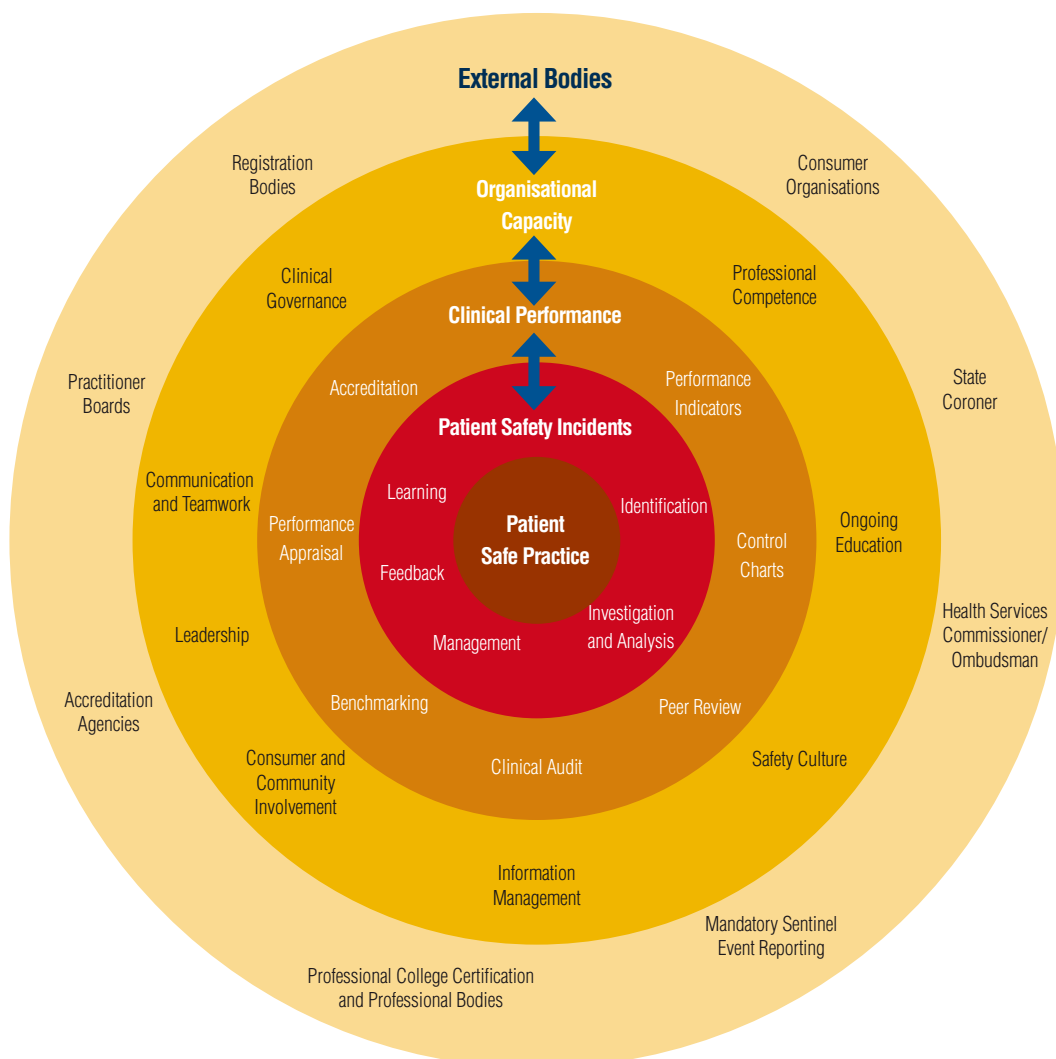 External Bodies
Registration
Bodies
Consumer
Organisations
Practitioner
Boards
State
Coroner
Health Services
Commissioner/
Ombudsman
Accreditation
Agencies
Mandatory Sentinel
Event Reporting
Professional College Certification
and Professional Bodies
Organisational
Capacity
Clinical
Governance
Professional
Competence
Communication
and Teamwork
Ongoing
Education
Leadership
Safety Culture
Consumer and
Community
Involvement
Information
Management
Clinical Performance
Accreditation
Performance
Indicators
Performance
Appraisal
Control
Charts
Benchmarking
Peer Review
Clinical Audit
Patient Safety Incidents
Learning
Identification
Feedback
Investigation
and Analysis
Management
Patient
Safe Practice